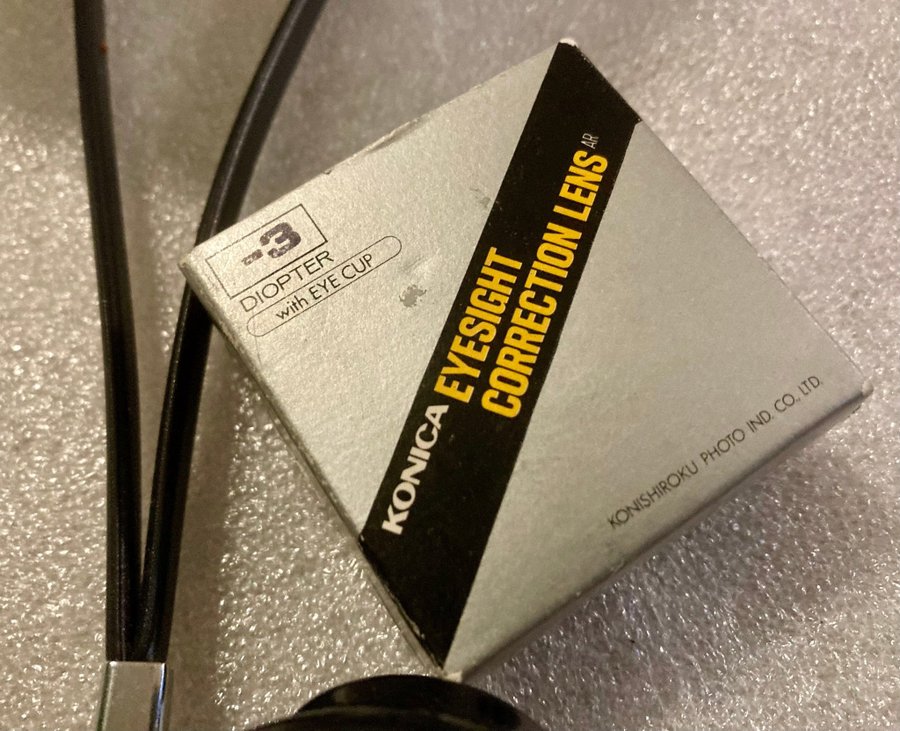 -3
DIOPTER
with EYE CUP
KONICA EYESIGHT
CORRECTION LENS AR
KONISHIROKU PHOTO IND. CO., LTD.